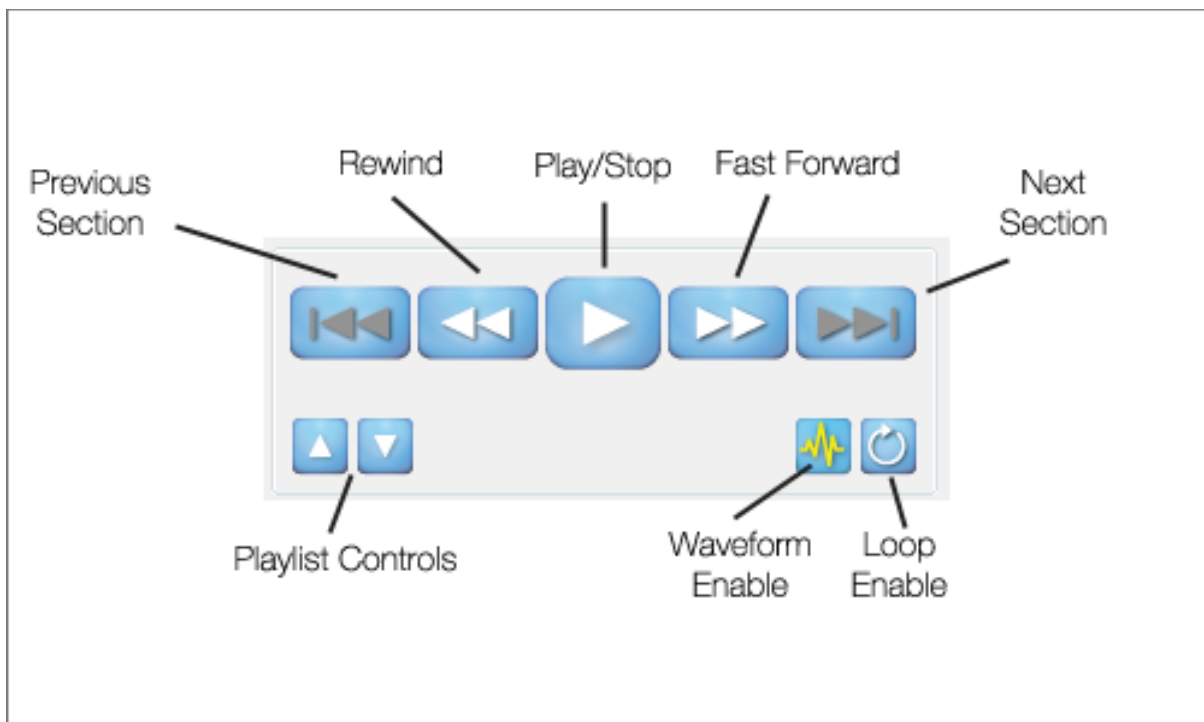 Previous
Section
Rewind
Play/Stop
Fast Forward
Next
Section
Playlist Controls
Waveform
Enable
Loop
Enable